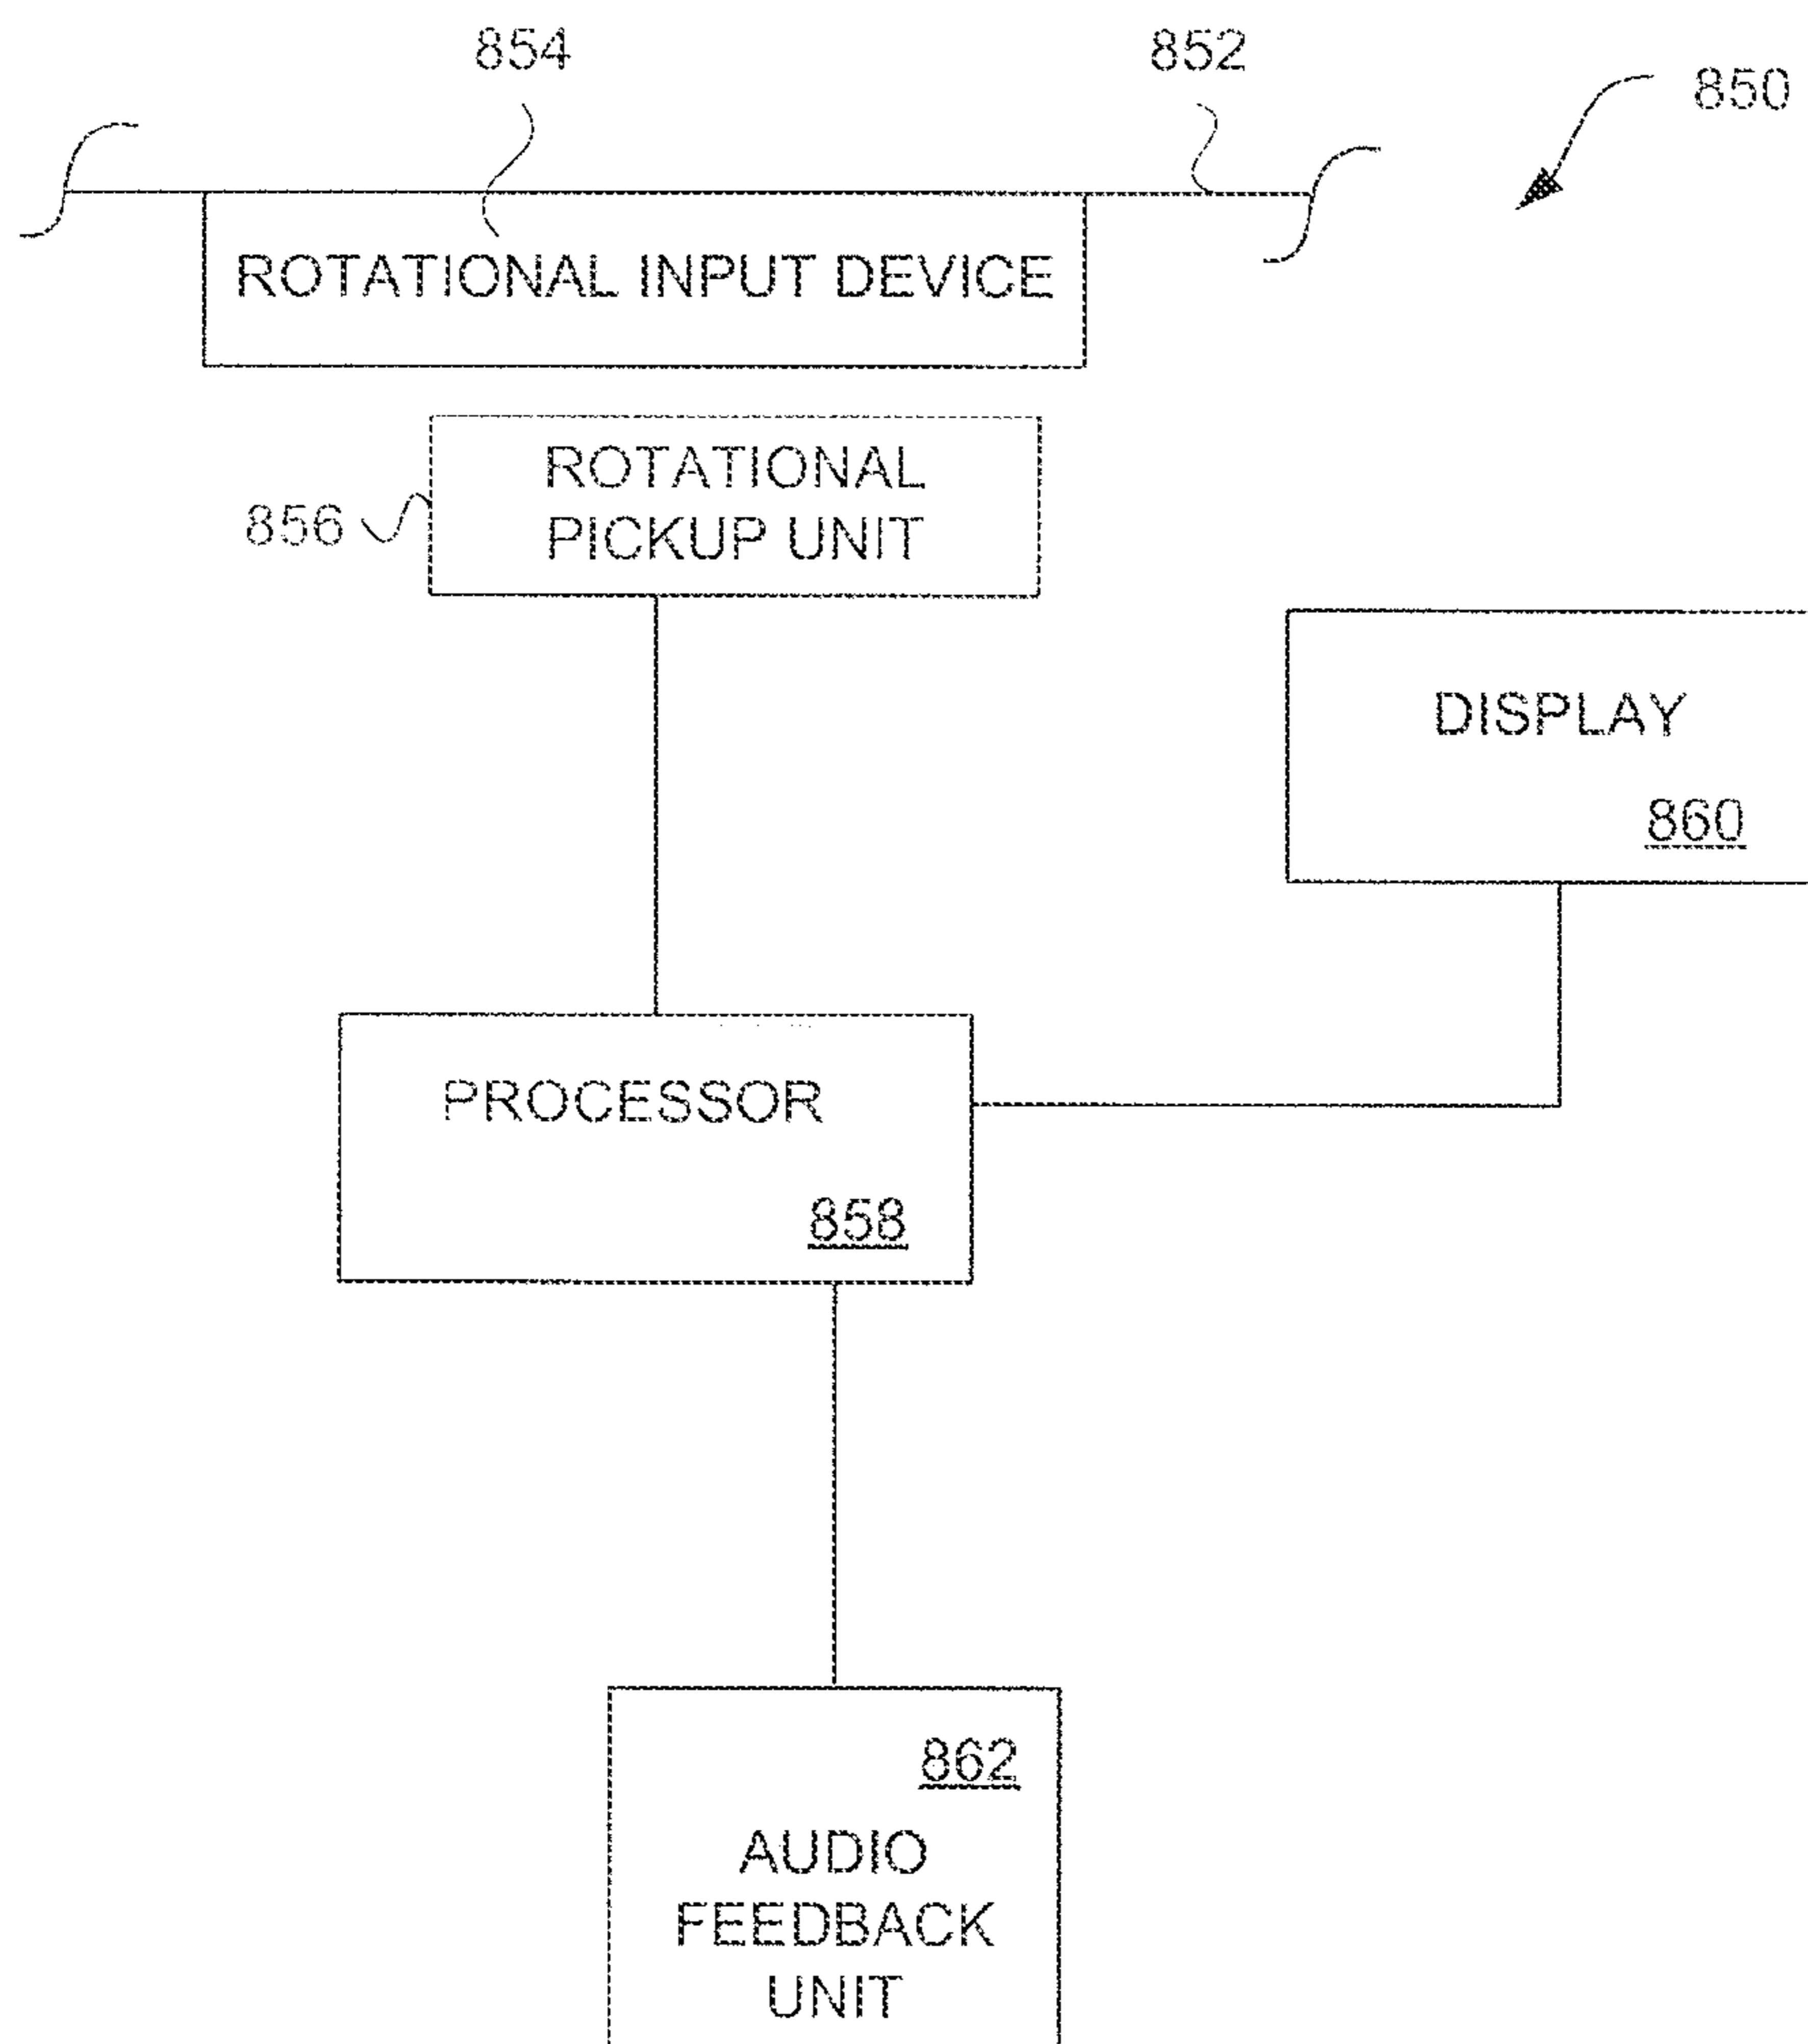 854
852
850
ROTATIONAL INPUT DEVICE
856
ROTATIONAL
PICKUP UNIT
DISPLAY
860
PROCESSOR
858
862
AUDIO
FEEDBACK
UNIT